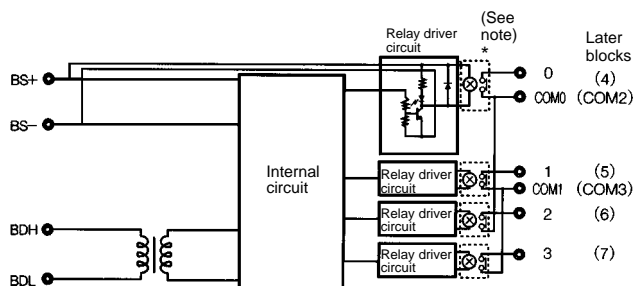 (See
note)
*
Relay driver
circuit
Later
blocks
BS+
0 (4)
COM0 (COM2)
BS−
Internal
circuit
Relay driver
circuit
1 (5)
COM1 (COM3)
Relay driver
circuit
2 (6)
BDH
Relay driver
circuit
3 (7)
BDL